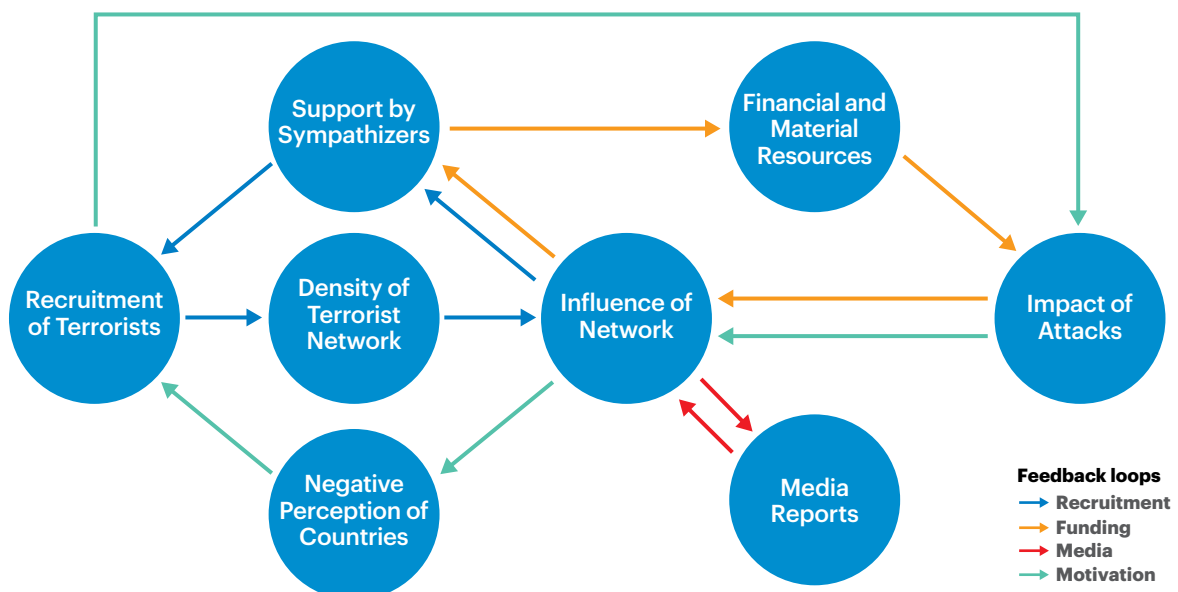 Support by
Sympathizers
Financial and
Material
Resources
Recruitment
of Terrorists
Density of
Terrorist
Network
Influence of
Network
Impact of
Attacks
Negative
Perception of
Countries
Media
Reports
Feedback loops
Recruitment
Funding
Media
Motivation